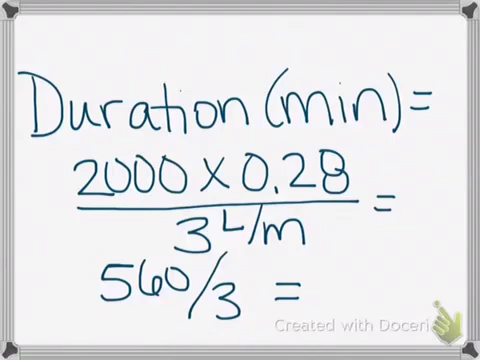 Duration (min) =
2000 x 0.28
3 L/m =
560/3 =
Created with Doceri